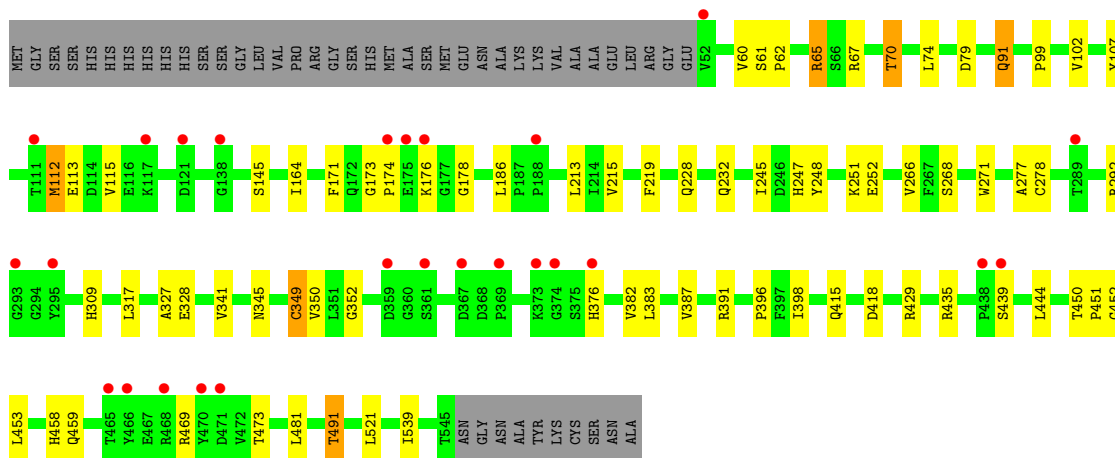 MET GLY SER SER HIS HIS HIS HIS HIS HIS SER SER GLY LEU VAL PRO ARG GLY SER HIS MET ALA SER MET GLU ASN ALA LYS LYS VAL ALA ALA GLU LEU ARG GLY GLU V52 V60 S61 P62 R65 S66 R67 T70 L74 D79 Q91 P99 V102
T111 M112 E113 D114 V115 E116 K117 D121 G138 S145 I164 F171 Q172 G173 P174 E175 K176 G177 G178 L186 P187 P188 L213 I214 V215 F219 Q228 Q232 I245 D246 H247 Y248 K251 E252 V266 F267 S268 W271 A277 C278 T289
G293 G294 Y295 H309 L317 A327 E328 V341 N345 C349 V350 L351 G352 D359 G360 S361 D367 D368 P369 K373 G374 S375 H376 V382 L383 V387 R391 P396 F397 I398 Q415 D418 R429 R435 P438 S439 L444 T450 P451
L453 H458 Q459 T465 Y466 E467 R468 R469 Y470 D471 V472 T473 L481 T491 L521 I539 T545 ASN GLY ASN ALA TYR LYS CYS SER ASN ALA